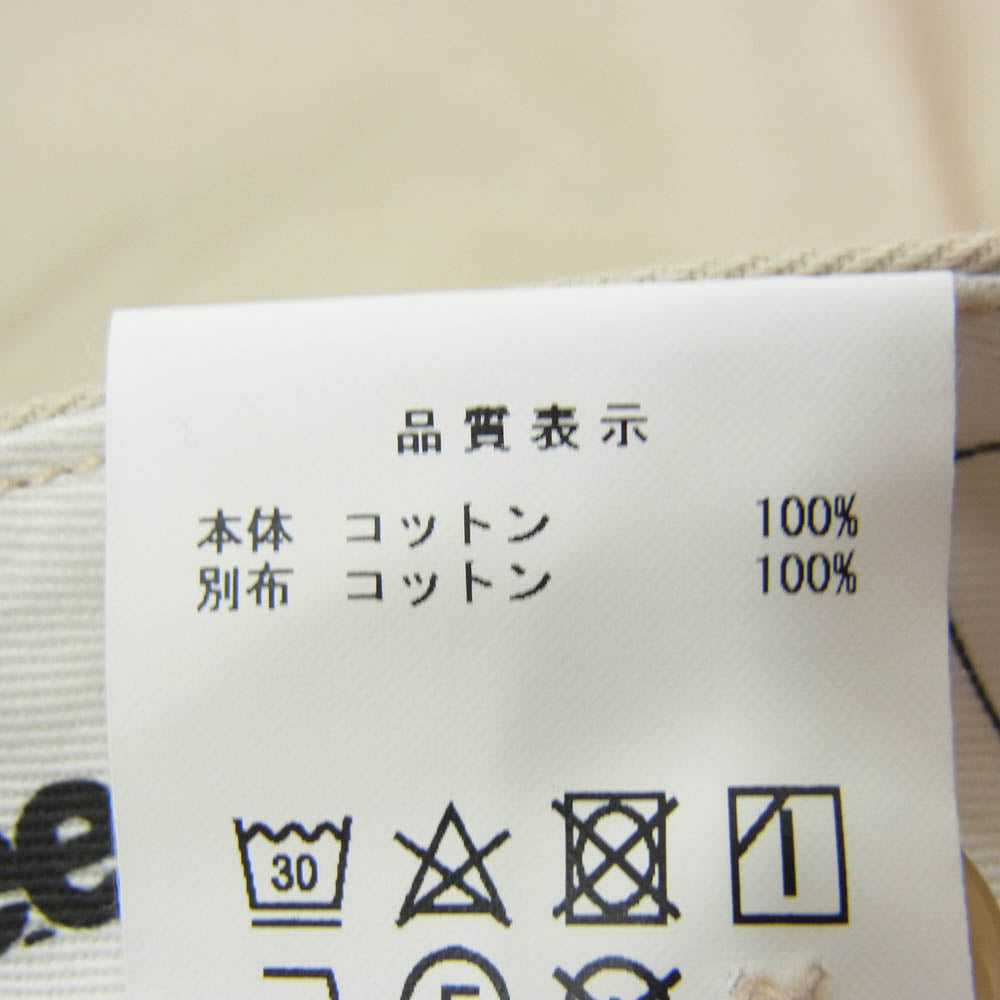 品質表示
本体 コットン 100%
別布 コットン 100%
30